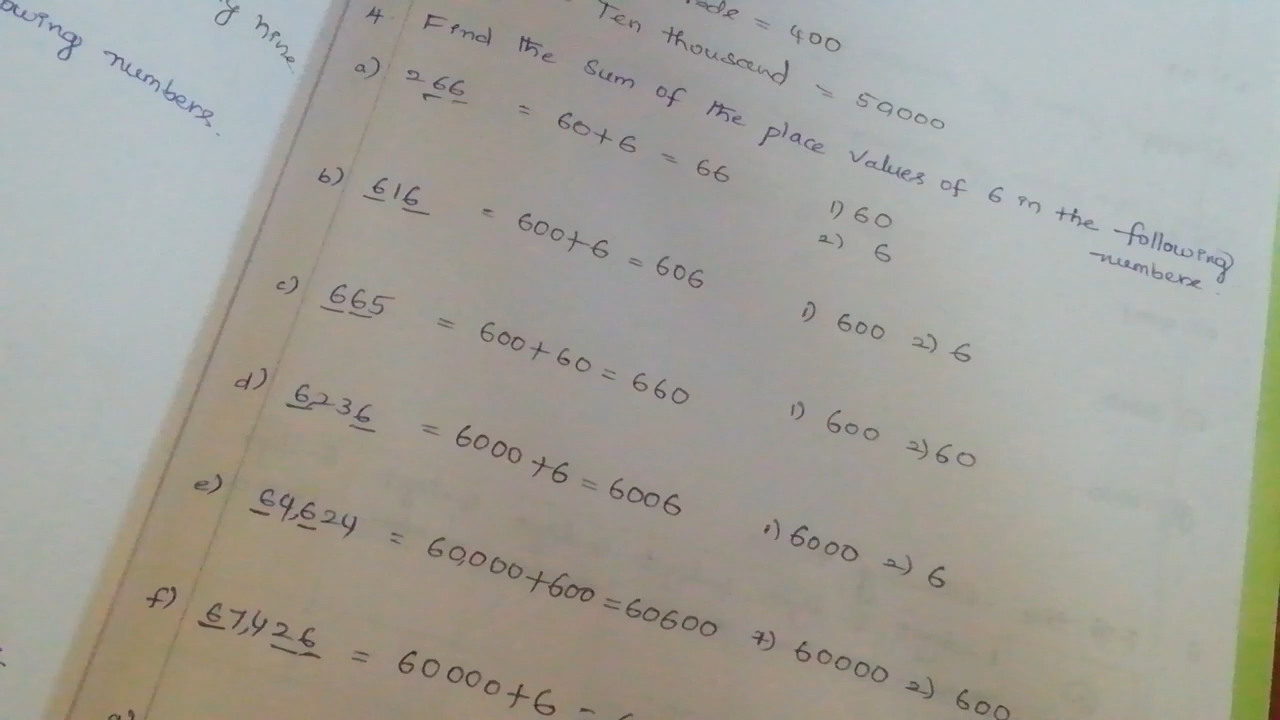 owing numbers.
y nine
= 400
Ten thousand = 59000
4. Find the sum of the place values of 6 in the following
numbers.
a) 266 = 60+6 = 66 1) 60
2) 6
b) 616 = 600+6 = 606 1) 600 2) 6
c) 665 = 600+60 = 660 1) 600 2) 60
d) 6236 = 6000+6 = 6006 1) 6000 2) 6
e) 64,624 = 60,000+600 = 60600 1) 60000 2) 600
f) 67,426 = 60000+6 =